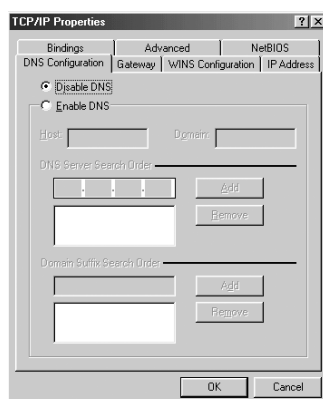 TCP/IP Properties ? x
Bindings Advanced NetBIOS
DNS Configuration Gateway WINS Configuration IP Address
Disable DNS
Enable DNS
Host: Domain:
DNS Server Search Order
. . . Add
Remove
Domain Suffix Search Order
Add
Remove
OK Cancel